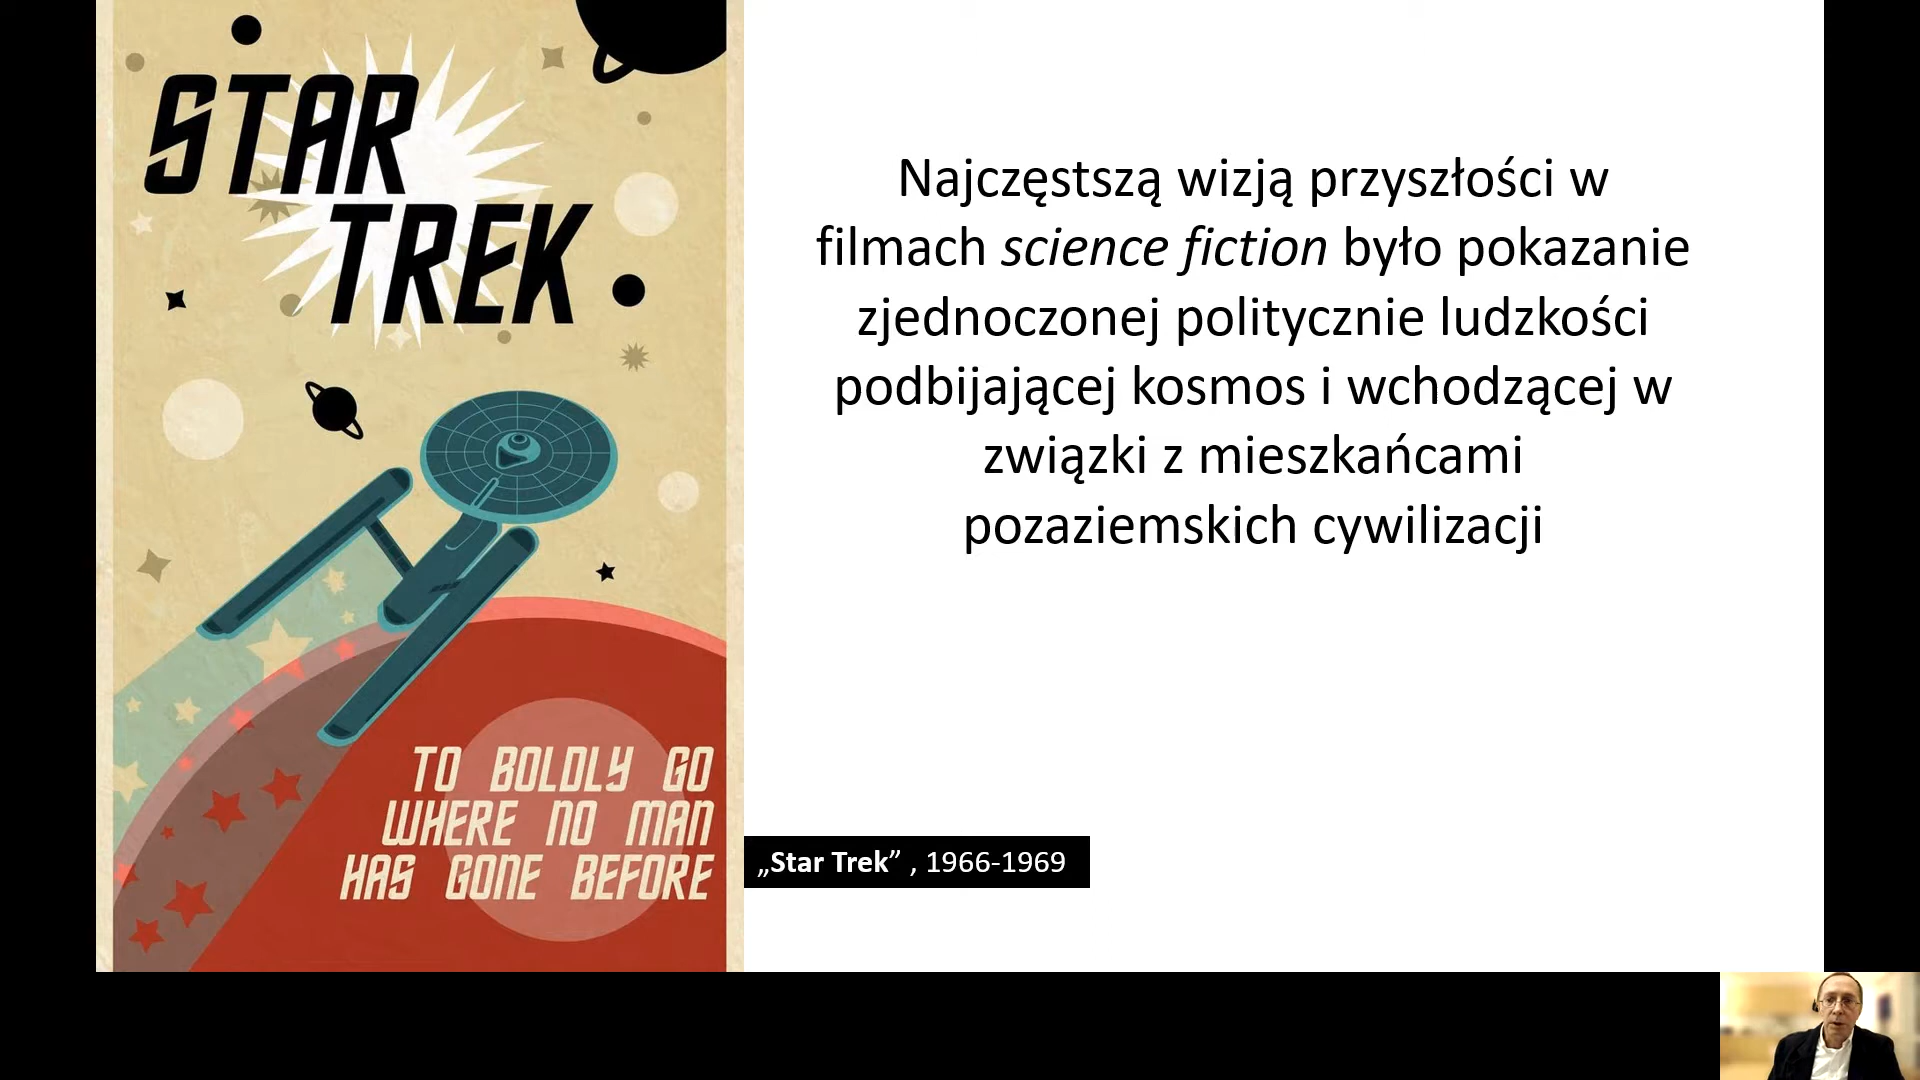 STAR
TREK
TO BOLDLY GO
WHERE NO MAN
HAS GONE BEFORE
Najczęstszą wizją przyszłości w
filmach science fiction było pokazanie
zjednoczonej politycznie ludzkości
podbijającej kosmos i wchodzącej w
związki z mieszkańcami
pozaziemskich cywilizacji
„Star Trek” , 1966-1969